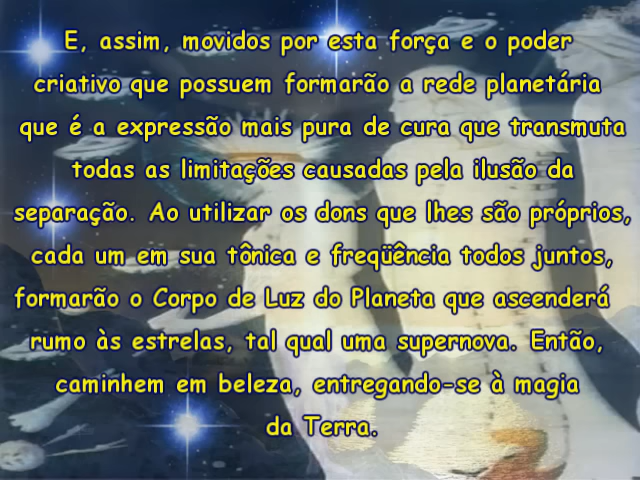 E, assim, movidos por esta força e o poder
criativo que possuem formarão a rede planetária
que é a expressão mais pura de cura que transmuta
todas as limitações causadas pela ilusão da
separação. Ao utilizar os dons que lhes são próprios,
cada um em sua tônica e freqüência todos juntos,
formarão o Corpo de Luz do Planeta que ascenderá
rumo às estrelas, tal qual uma supernova. Então,
caminhem em beleza, entregando-se à magia
da Terra.